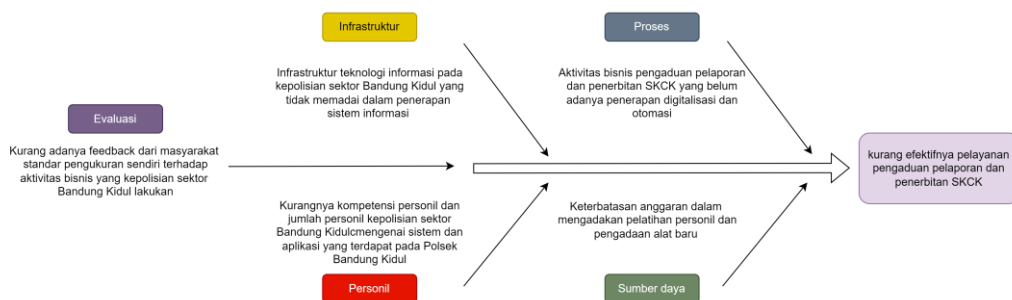 Infrastruktur
Proses
Infrastruktur teknologi informasi pada
kepolisian sektor Bandung Kidul yang
tidak memadai dalam penerapan
sistem informasi
Aktivitas bisnis pengaduan pelaporan
dan penerbitan SKCK yang belum
adanya penerapan digitalisasi dan
otomasi
Evaluasi
Kurang adanya feedback dari masyarakat
standar pengukuran sendiri terhadap
aktivitas bisnis yang kepolisian sektor
Bandung Kidul lakukan
kurang efektifnya pelayanan
pengaduan pelaporan dan
penerbitan SKCK
Kurangnya kompetensi personil dan
jumlah personil kepolisian sektor
Bandung Kidulcmengenai sistem dan
aplikasi yang terdapat pada Polsek
Bandung Kidul
Keterbatasan anggaran dalam
mengadakan pelatihan personil dan
pengadaan alat baru
Personil
Sumber daya